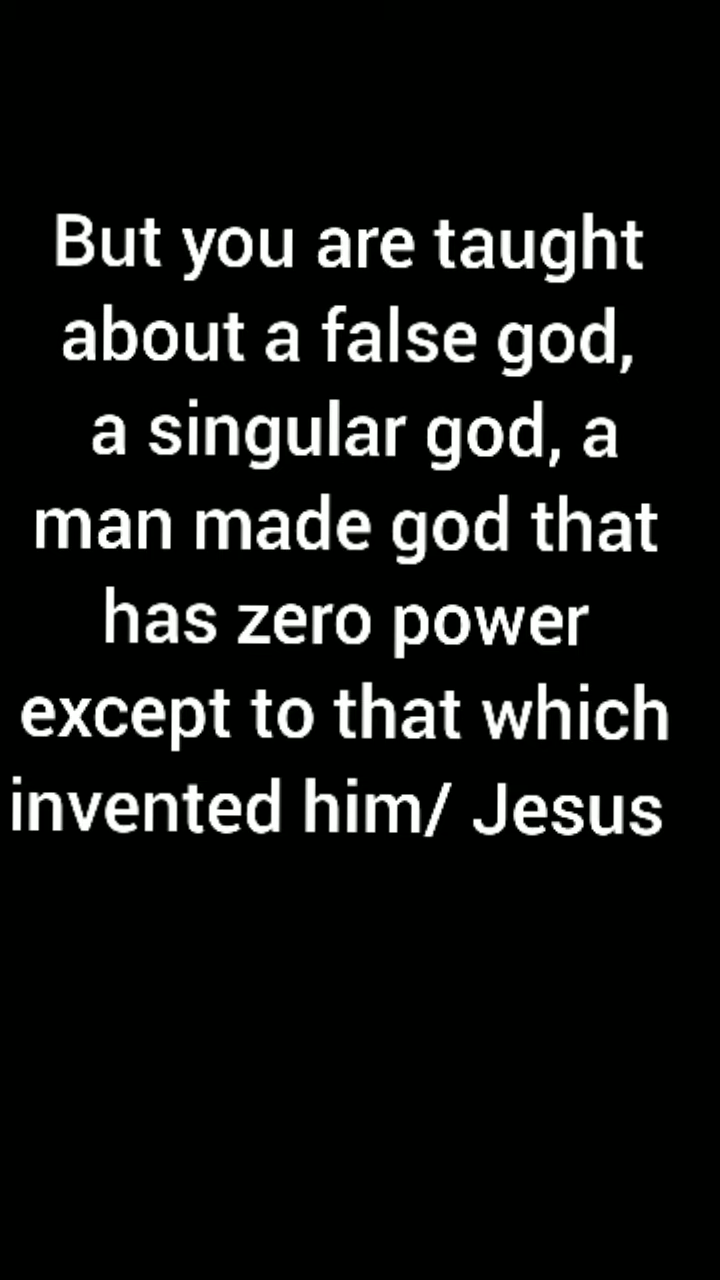 But you are taught
about a false god,
a singular god, a
man made god that
has zero power
except to that which
invented him/ Jesus